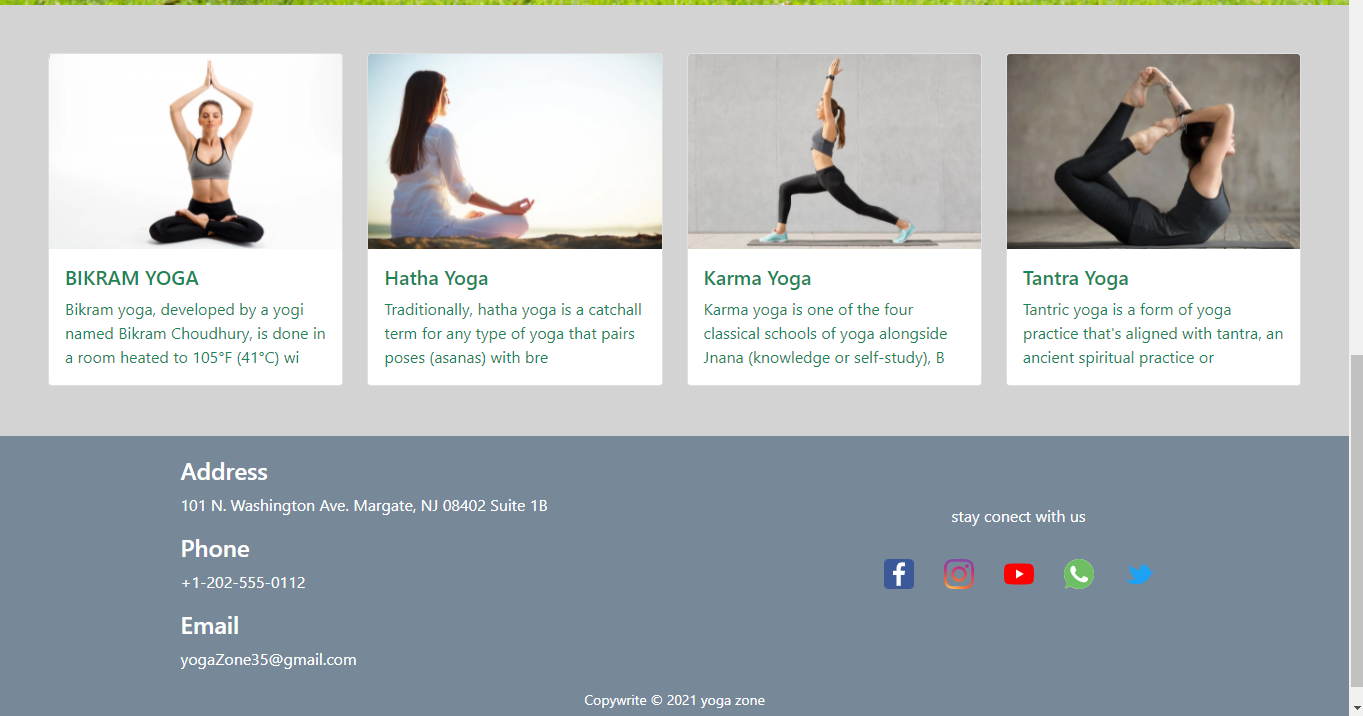 BIKRAM YOGA
Bikram yoga, developed by a yogi
named Bikram Choudhury, is done in
a room heated to 105°F (41°C) wi
Hatha Yoga
Traditionally, hatha yoga is a catchall
term for any type of yoga that pairs
poses (asanas) with bre
Karma Yoga
Karma yoga is one of the four
classical schools of yoga alongside
Jnana (knowledge or self-study), B
Tantra Yoga
Tantric yoga is a form of yoga
practice that's aligned with tantra, an
ancient spiritual practice or
Address
101 N. Washington Ave. Margate, NJ 08402 Suite 1B
Phone
+1-202-555-0112
Email
yogaZone35@gmail.com
stay conect with us
Copywrite © 2021 yoga zone